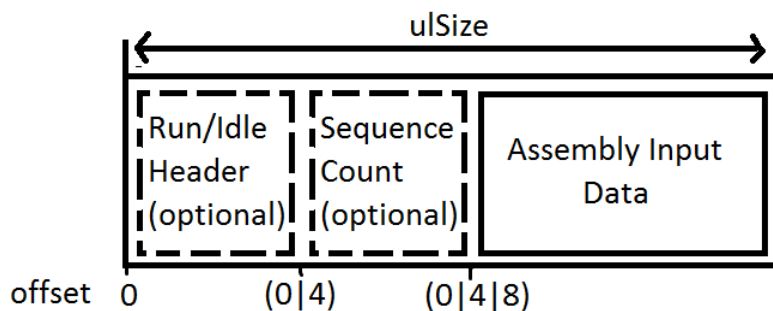 ulSize
Run/Idle
Header
(optional)
Sequence
Count
(optional)
Assembly Input
Data
offset 0 (0|4) (0|4|8)